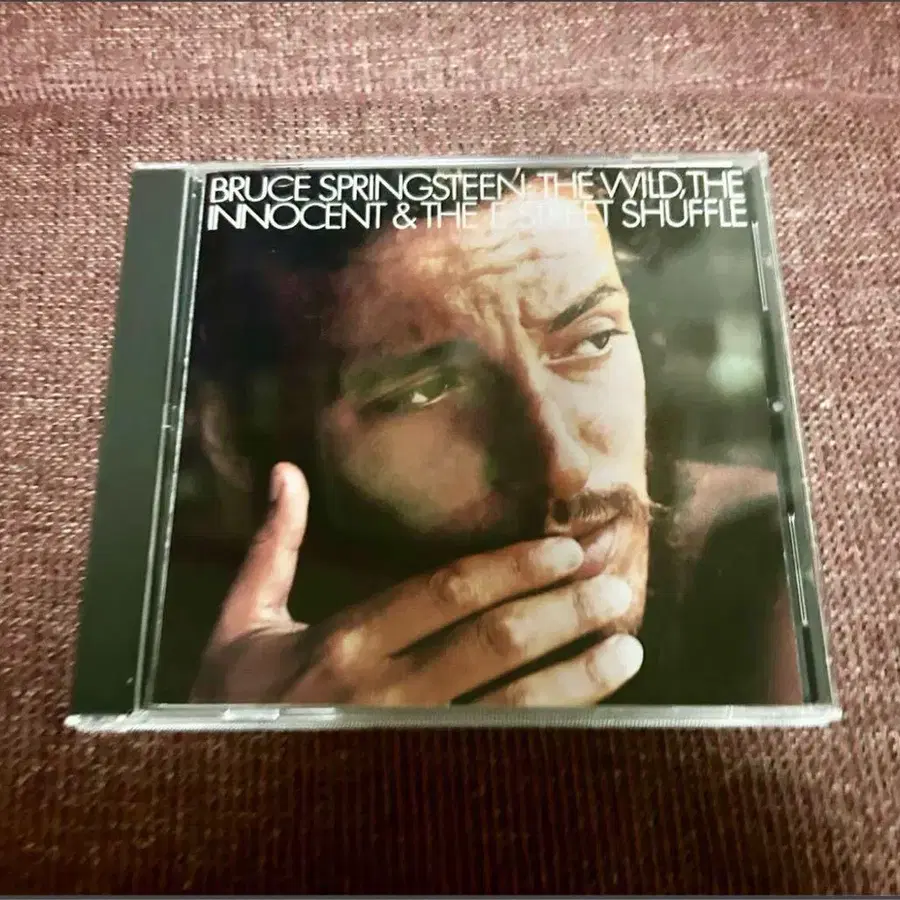 BRUCE SPRINGSTEEN, THE WILD, THE
INNOCENT & THE E STREET SHUFFLE